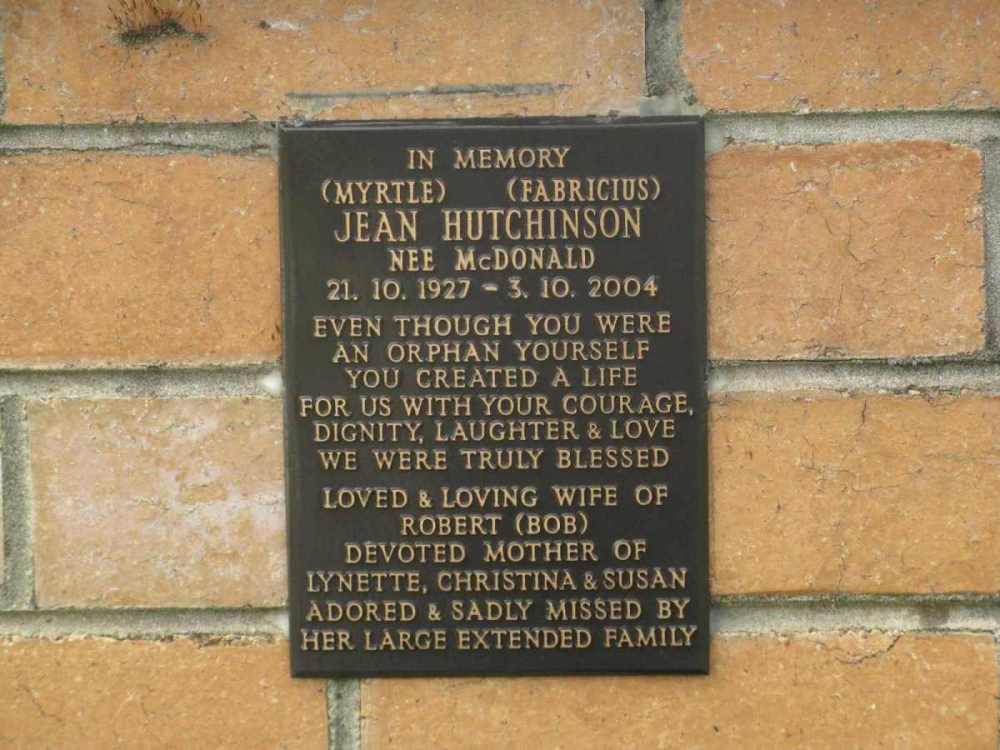 IN MEMORY
(MYRTLE) (FABRICIUS)
JEAN HUTCHINSON
NEE McDONALD
21. 10. 1927 - 3. 10. 2004
EVEN THOUGH YOU WERE
AN ORPHAN YOURSELF
YOU CREATED A LIFE
FOR US WITH YOUR COURAGE,
DIGNITY, LAUGHTER & LOVE
WE WERE TRULY BLESSED
LOVED & LOVING WIFE OF
ROBERT (BOB)
DEVOTED MOTHER OF
LYNETTE, CHRISTINA & SUSAN
ADORED & SADLY MISSED BY
HER LARGE EXTENDED FAMILY